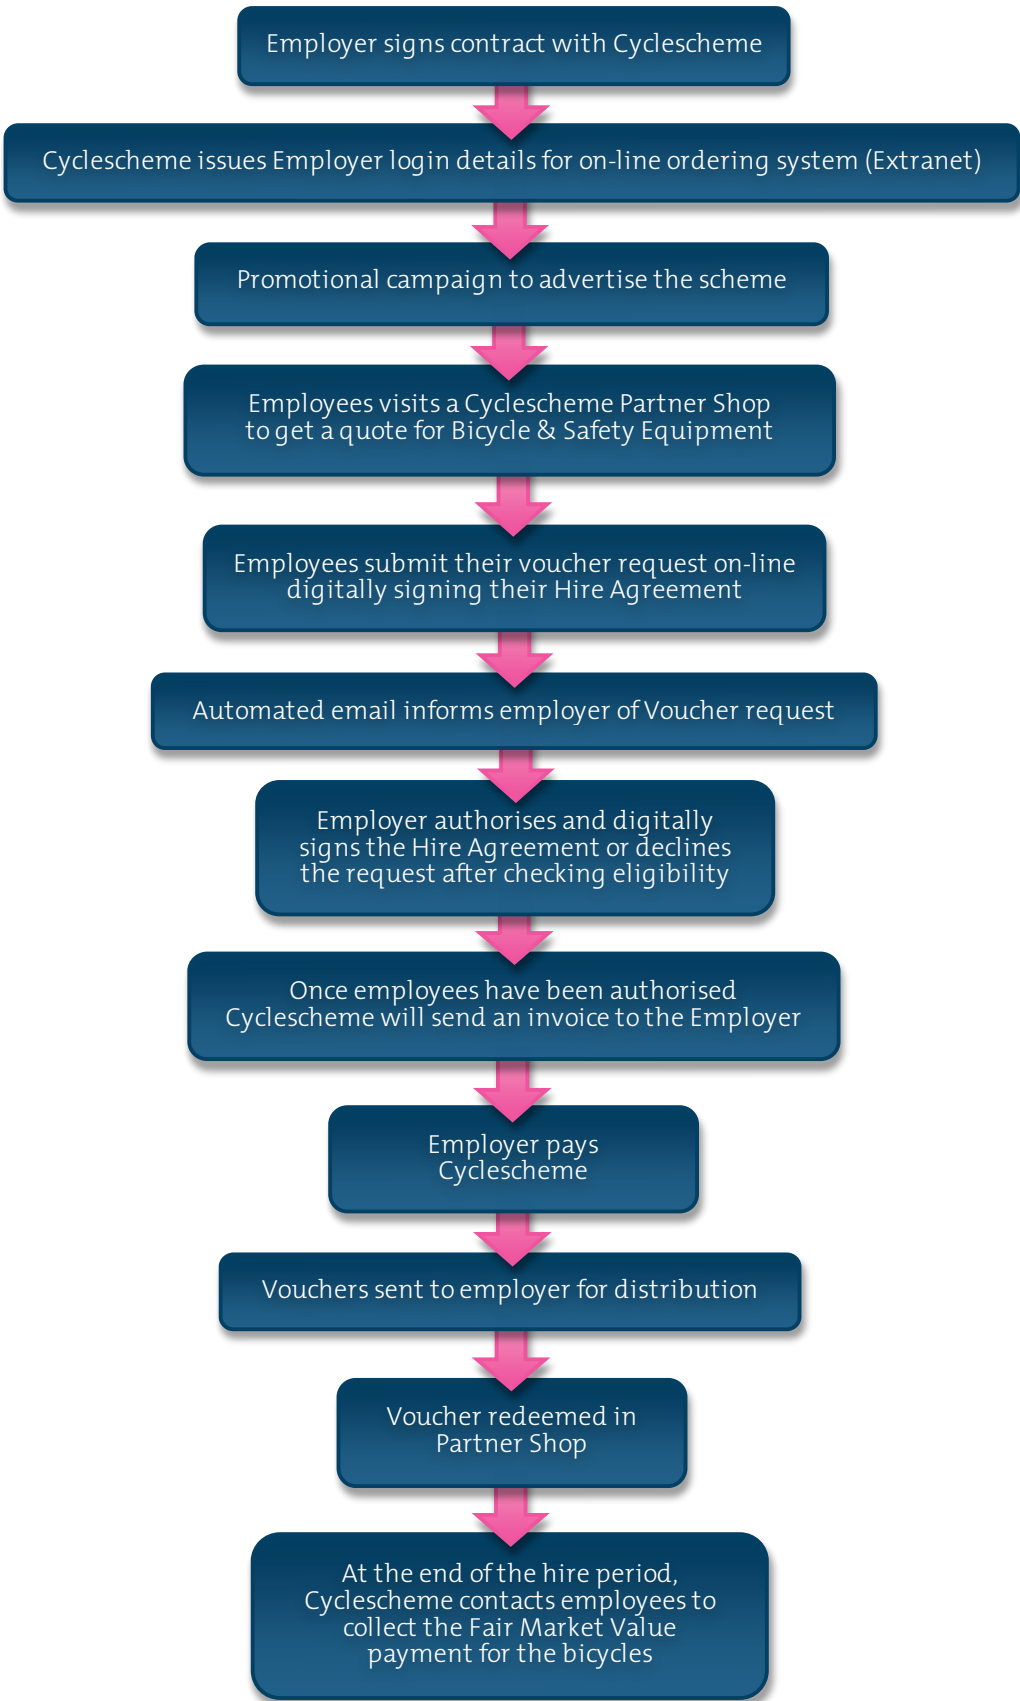 Employer signs contract with Cyclescheme
Cyclescheme issues Employer login details for on-line ordering system (Extranet)
Promotional campaign to advertise the scheme
Employees visits a Cyclescheme Partner Shop
to get a quote for Bicycle & Safety Equipment
Employees submit their voucher request on-line
digitally signing their Hire Agreement
Automated email informs employer of Voucher request
Employer authorises and digitally
signs the Hire Agreement or declines
the request after checking eligibility
Once employees have been authorised
Cyclescheme will send an invoice to the Employer
Employer pays
Cyclescheme
Vouchers sent to employer for distribution
Voucher redeemed in
Partner Shop
At the end of the hire period,
Cyclescheme contacts employees to
collect the Fair Market Value
payment for the bicycles